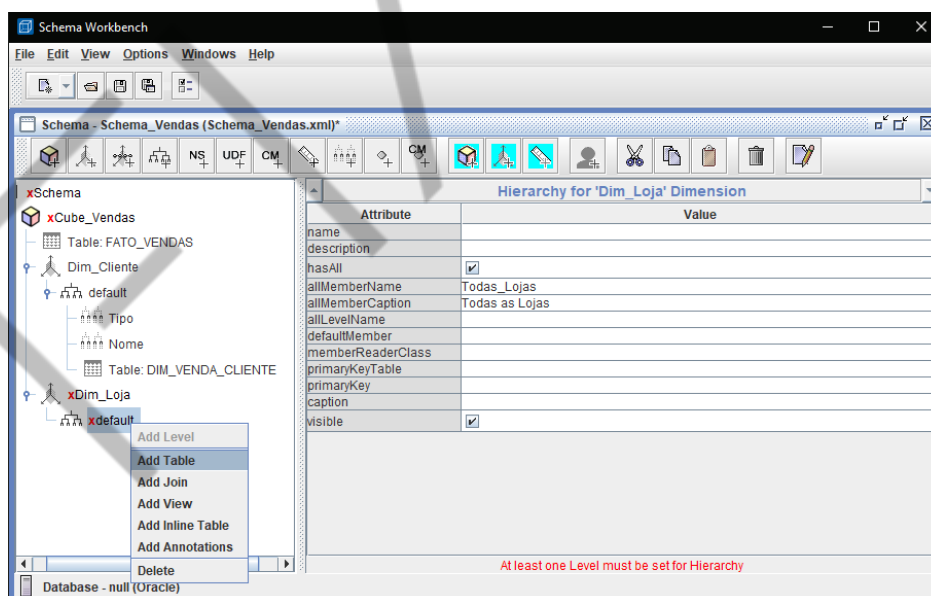 Schema Workbench
File Edit View Options Windows Help
Schema - Schema_Vendas (Schema_Vendas.xml)*
NS UDF CM CM
xSchema
xCube_Vendas
Table: FATO_VENDAS
Dim_Cliente
default
Tipo
Nome
Table: DIM_VENDA_CLIENTE
xDim_Loja
xdefault
Add Level
Add Table
Add Join
Add View
Add Inline Table
Add Annotations
Delete
Hierarchy for 'Dim_Loja' Dimension
Attribute Value
name
description
hasAll
allMemberName Todas_Lojas
allMemberCaption Todas as Lojas
allLevelName
defaultMember
memberReaderClass
primaryKeyTable
primaryKey
caption
visible
At least one Level must be set for Hierarchy
Database - null (Oracle)